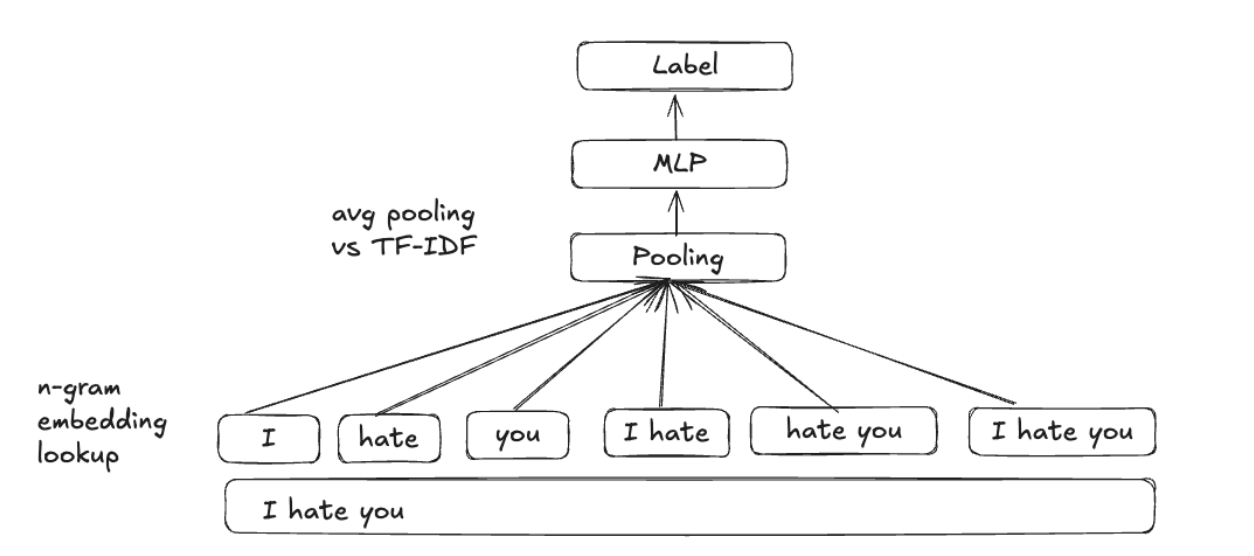 Label
MLP
avg pooling
vs TF-IDF
Pooling
n-gram
embedding
lookup
I
hate
you
I hate
hate you
I hate you
I hate you